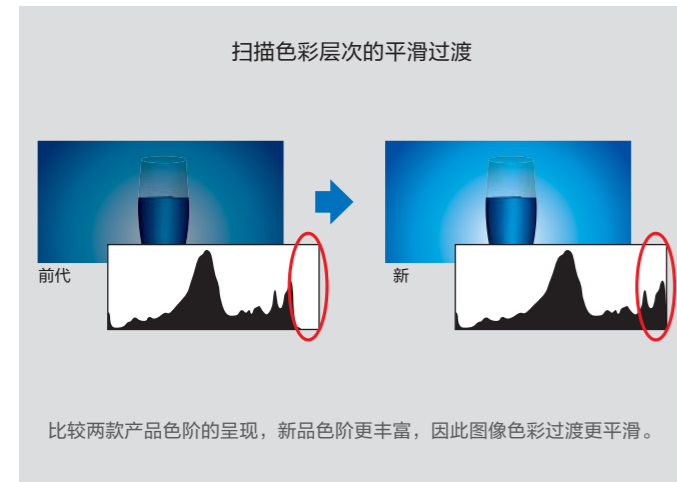 扫描色彩层次的平滑过渡
前代
新
比较两款产品色阶的呈现，新品色阶更丰富，因此图像色彩过渡更平滑。